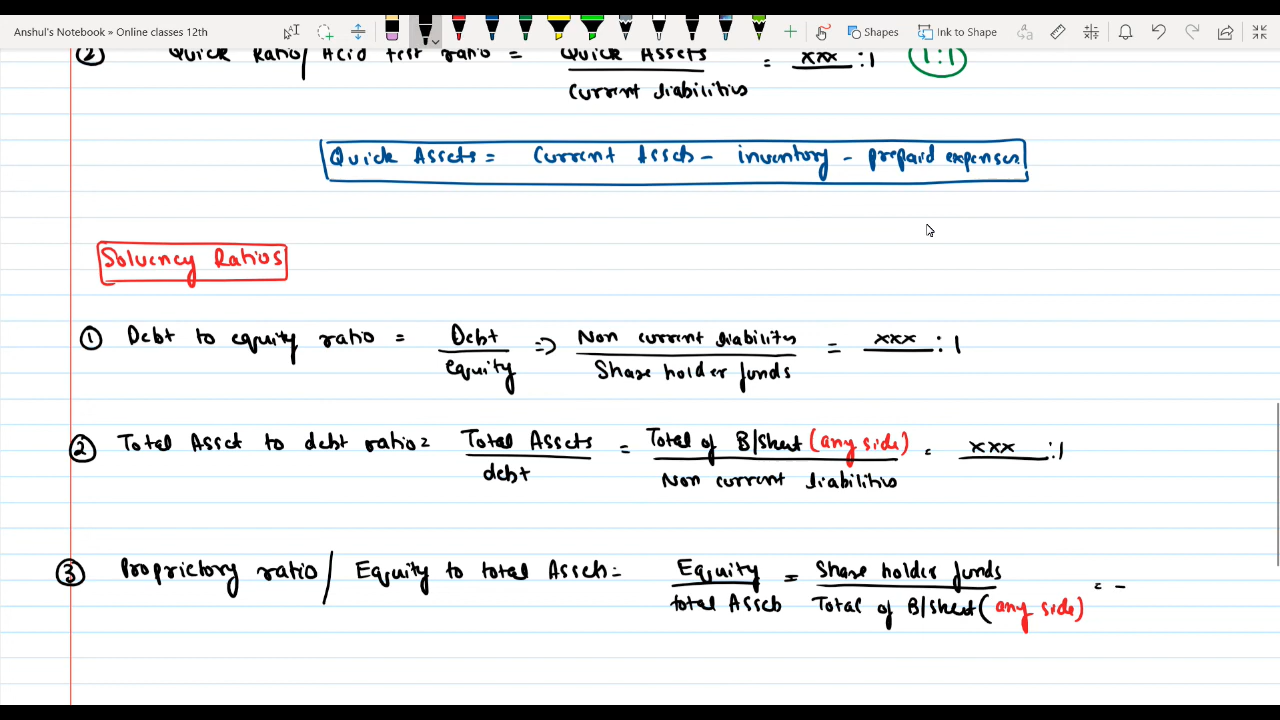 Anshul's Notebook » Online classes 12th
Shapes
Ink to Shape
② Quick Ratio/ Acid test ratio = Quick Assets / Current liabilities = xxx :1 (1:1)
Quick Assets = Current Assets - inventory - prepaid expenses
Solvency Ratios
① Debt to equity ratio = Debt / equity => Non current liabilities / Share holder funds = xxx :1
② Total Asset to debt ratio = Total Assets / debt = Total of B/Sheet (any side) / Non current liabilities = xxx :1
③ Proprietory ratio / Equity to total Assets = Equity / total Assets = Share holder funds / Total of B/Sheet (any side) = -